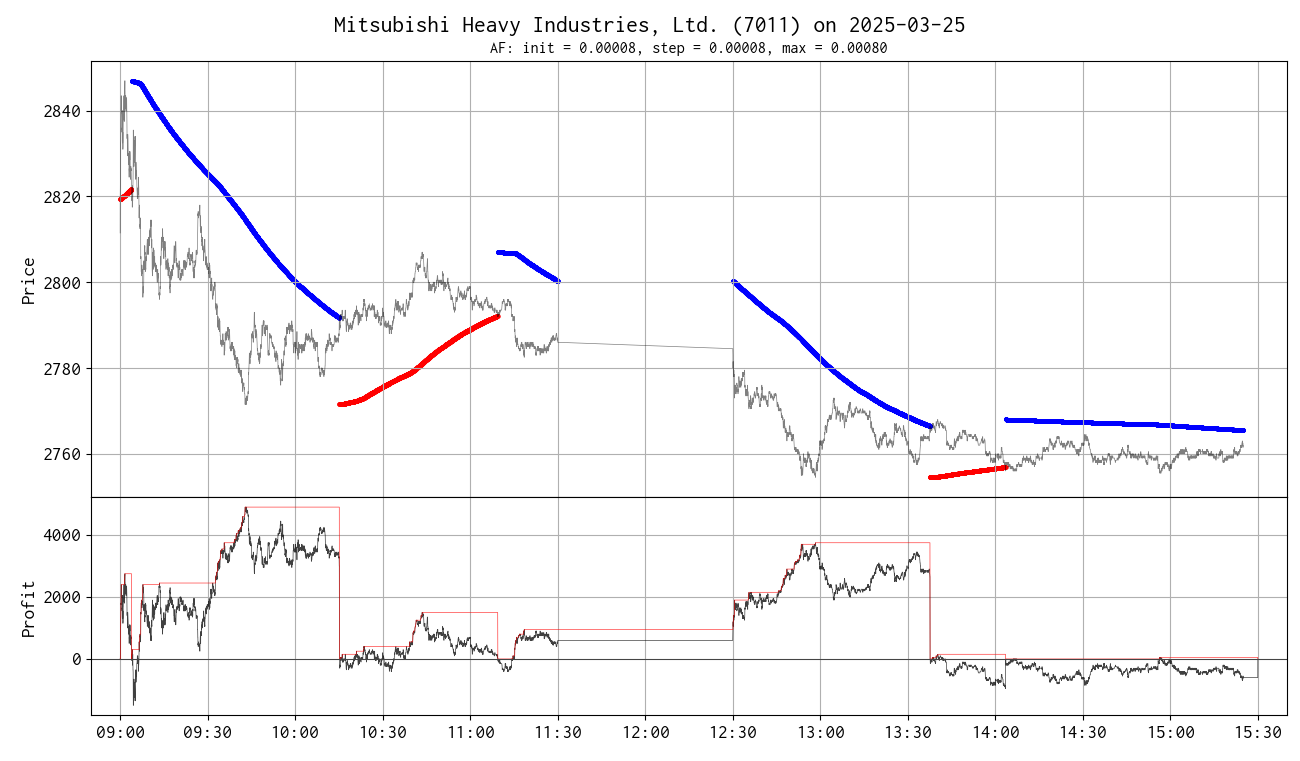 Mitsubishi Heavy Industries, Ltd. (7011) on 2025-03-25
AF: init = 0.00008, step = 0.00008, max = 0.00080
Price
2840
2820
2800
2780
2760
Profit
4000
2000
0
09:00 09:30 10:00 10:30 11:00 11:30 12:00 12:30 13:00 13:30 14:00 14:30 15:00 15:30